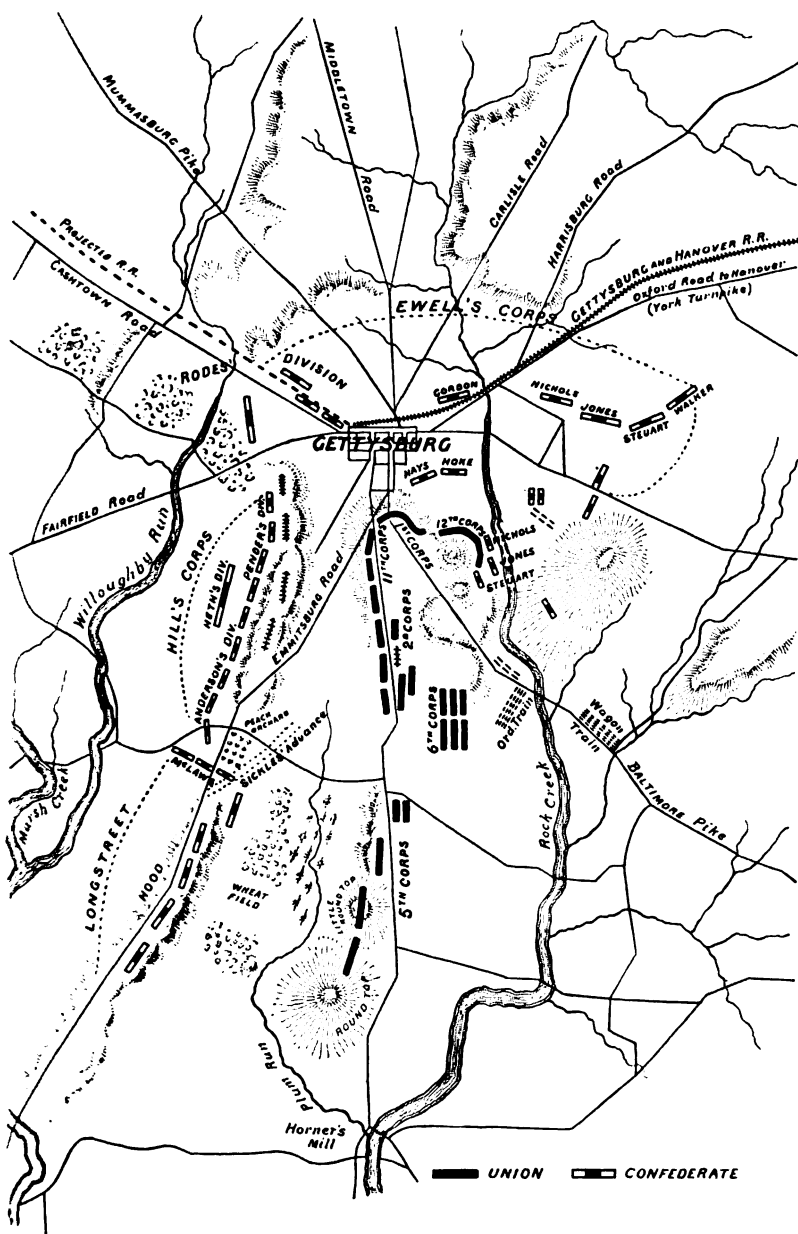 MUMMASBURG Pike
MIDDLETOWN
Road
CARLISLE Road
HARRISBURG Road
PROJECTED R.R.
CASHTOWN ROAD
GETTYSBURG AND HANOVER R.R.
Oxford Road to Hanover
(York Turnpike)
EWELL'S CORPS
RODES'
DIVISION
GORDON
NICHOLS
JONES
STEUART
WALKER
GETTYSBURG
HAYS
HOKE
FAIRFIELD Road
Willoughby Run
HILL'S CORPS
HETH'S DIV.
PENDER'S DIV.
ANDERSON'S DIV.
EMMITSBURG Road
11TH CORPS
1ST CORPS
12TH CORPS
NICHOLS
JONES
STEUART
2D CORPS
6TH CORPS
Ord. Train
Wagon
Train
BALTIMORE Pike
Rock Creek
PEACH
ORCHARD
SICKLES Advance
McLAW
Marsh Creek
LONGSTREET
HOOD
WHEAT
FIELD
LITTLE
ROUND TOP
5TH CORPS
ROUND TOP
Plum Run
Horner's
Mill
UNION
CONFEDERATE